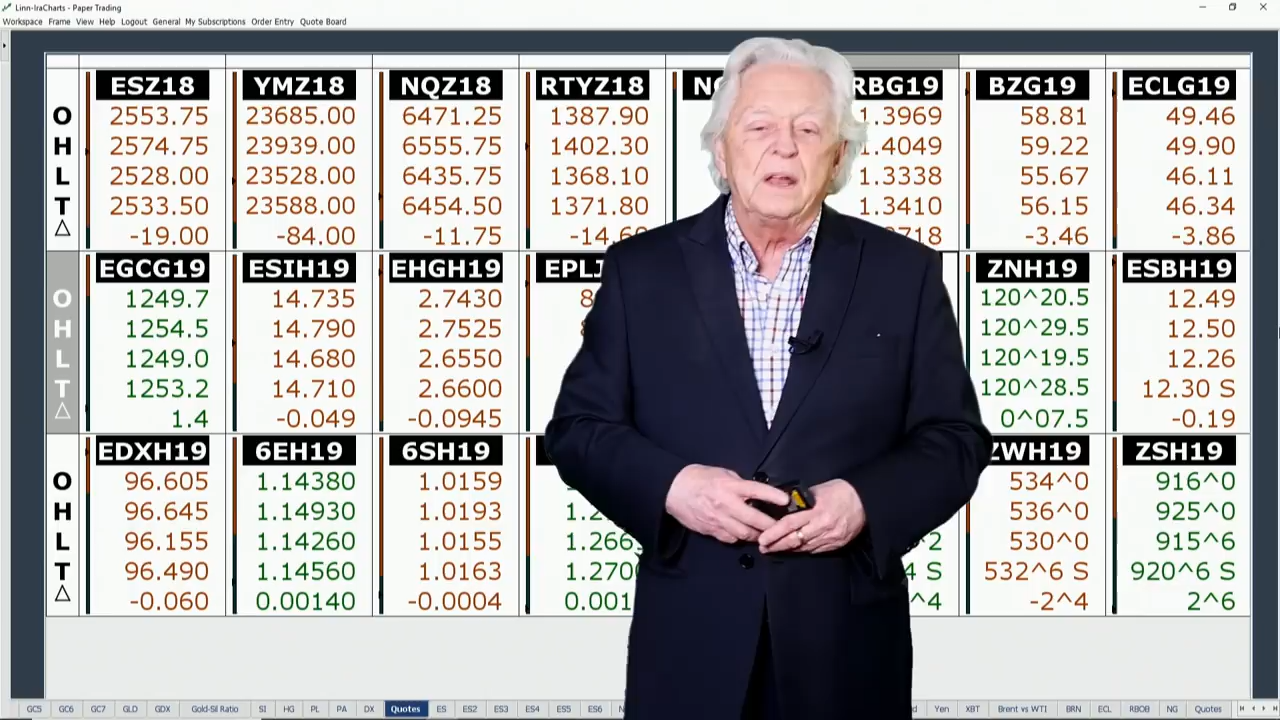 Linn-IraCharts - Paper Trading
Workspace Frame View Help Logout General My Subscriptions Order Entry Quote Board
ESZ18 YMZ18 NQZ18 RTYZ18 RBG19 BZG19 ECLG19
O 2553.75 23685.00 6471.25 1387.90 1.3969 58.81 49.46
H 2574.75 23939.00 6555.75 1402.30 1.4049 59.22 49.90
L 2528.00 23528.00 6435.75 1368.10 1.3338 55.67 46.11
T 2533.50 23588.00 6454.50 1371.80 1.3410 56.15 46.34
△ -19.00 -84.00 -11.75 -14.60 -3.46 -3.86
EGCG19 ESIH19 EHGH19 ZNH19 ESBH19
O 1249.7 14.735 2.7430 120^20.5 12.49
H 1254.5 14.790 2.7525 120^29.5 12.50
L 1249.0 14.680 2.6550 120^19.5 12.26
T 1253.2 14.710 2.6600 120^28.5 12.30 S
△ 1.4 -0.049 -0.0945 0^07.5 -0.19
EDXH19 6EH19 6SH19 ZWH19 ZSH19
O 96.605 1.14380 1.0159 534^0 916^0
H 96.645 1.14930 1.0193 536^0 925^0
L 96.155 1.14260 1.0155 530^0 915^6
T 96.490 1.14560 1.0163 532^6 S 920^6 S
△ -0.060 0.00140 -0.0004 -2^4 2^6
GC5 GC6 GC7 GLD GDX Gold-Sil Ratio SI HG PL PA DX Quotes ES ES2 ES3 ES4 ES5 ES6 Yen XBT Brent vs WTI BRN ECL RBOB NG Quotes